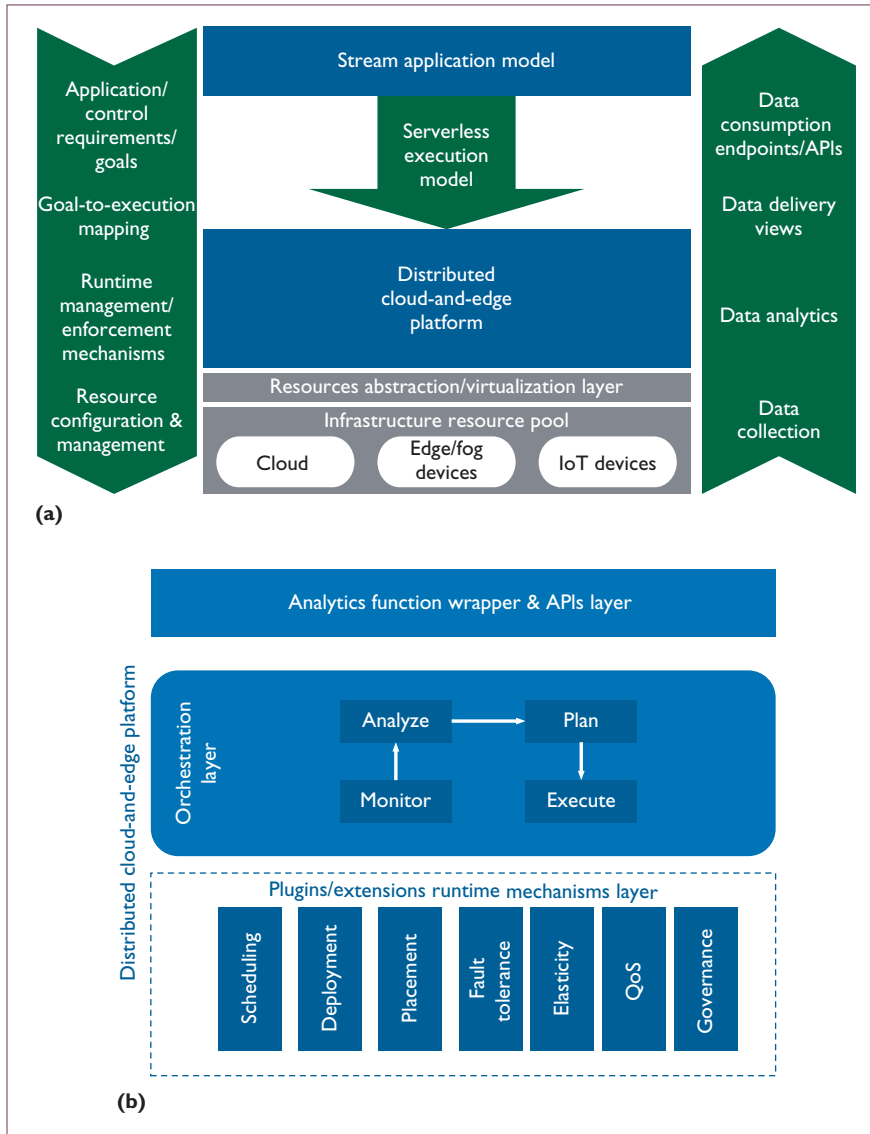 Stream application model
Application/
control
requirements/
goals
Goal-to-execution
mapping
Runtime
management/
enforcement
mechanisms
Resource
configuration &
management
Serverless
execution
model
Distributed
cloud-and-edge
platform
Resources abstraction/virtualization layer
Infrastructure resource pool
Cloud
Edge/fog
devices
IoT devices
Data
consumption
endpoints/APIs
Data delivery
views
Data analytics
Data
collection
(a)
Distributed cloud-and-edge platform
Analytics function wrapper & APIs layer
Orchestration
layer
Analyze
Plan
Monitor
Execute
Plugins/extensions runtime mechanisms layer
Scheduling
Deployment
Placement
Fault
tolerance
Elasticity
QoS
Governance
(b)